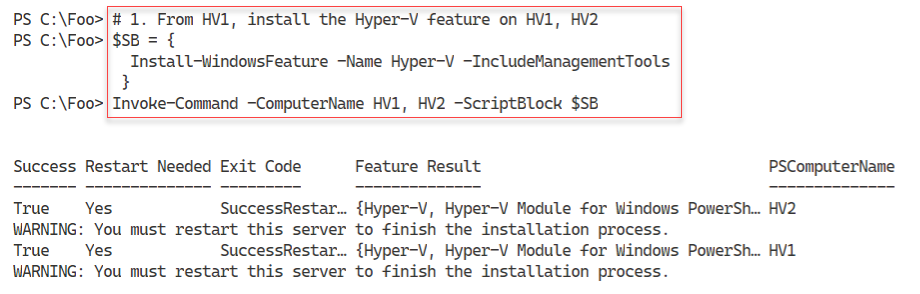 PS C:\Foo> # 1. From HV1, install the Hyper-V feature on HV1, HV2
PS C:\Foo> $SB = {
Install-WindowsFeature -Name Hyper-V -IncludeManagementTools
}
PS C:\Foo> Invoke-Command -ComputerName HV1, HV2 -ScriptBlock $SB
Success Restart Needed Exit Code Feature Result PSComputerName
------- -------------- --------- -------------- --------------
True Yes SuccessRestar… {Hyper-V, Hyper-V Module for Windows PowerSh… HV2
WARNING: You must restart this server to finish the installation process.
True Yes SuccessRestar… {Hyper-V, Hyper-V Module for Windows PowerSh… HV1
WARNING: You must restart this server to finish the installation process.